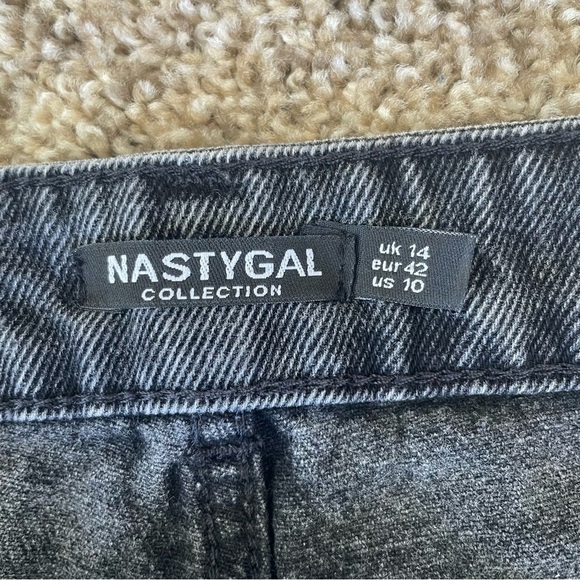 NASTYGAL
COLLECTION
uk 14
eur 42
us 10